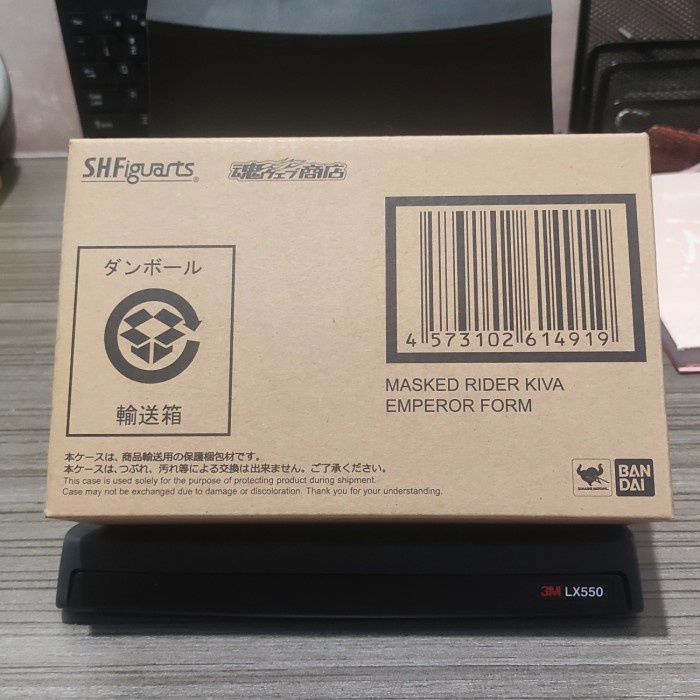 S.H.Figuarts®
魂ウェブ商店
ダンボール
輸送箱
4 573102 614919
MASKED RIDER KIVA
EMPEROR FORM
本ケースは、商品輸送用の保護梱包材です。
本ケースは、つぶれ、汚れ等による交換は出来ません。ご了承ください。
This case is used solely for the purpose of protecting product during shipment.
Case may not be exchanged due to damage or discoloration. Thank you for your understanding.
BAN
DAI
3M LX550